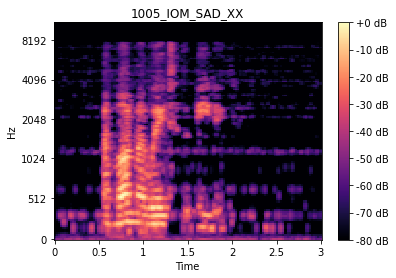 1005_IOM_SAD_XX
+0 dB
8192
-10 dB
4096
-20 dB
-30 dB
2048
Hz
-40 dB
1024
-50 dB
512
-60 dB
-70 dB
0
-80 dB
0 0.5 1 1.5 2 2.5 3
Time